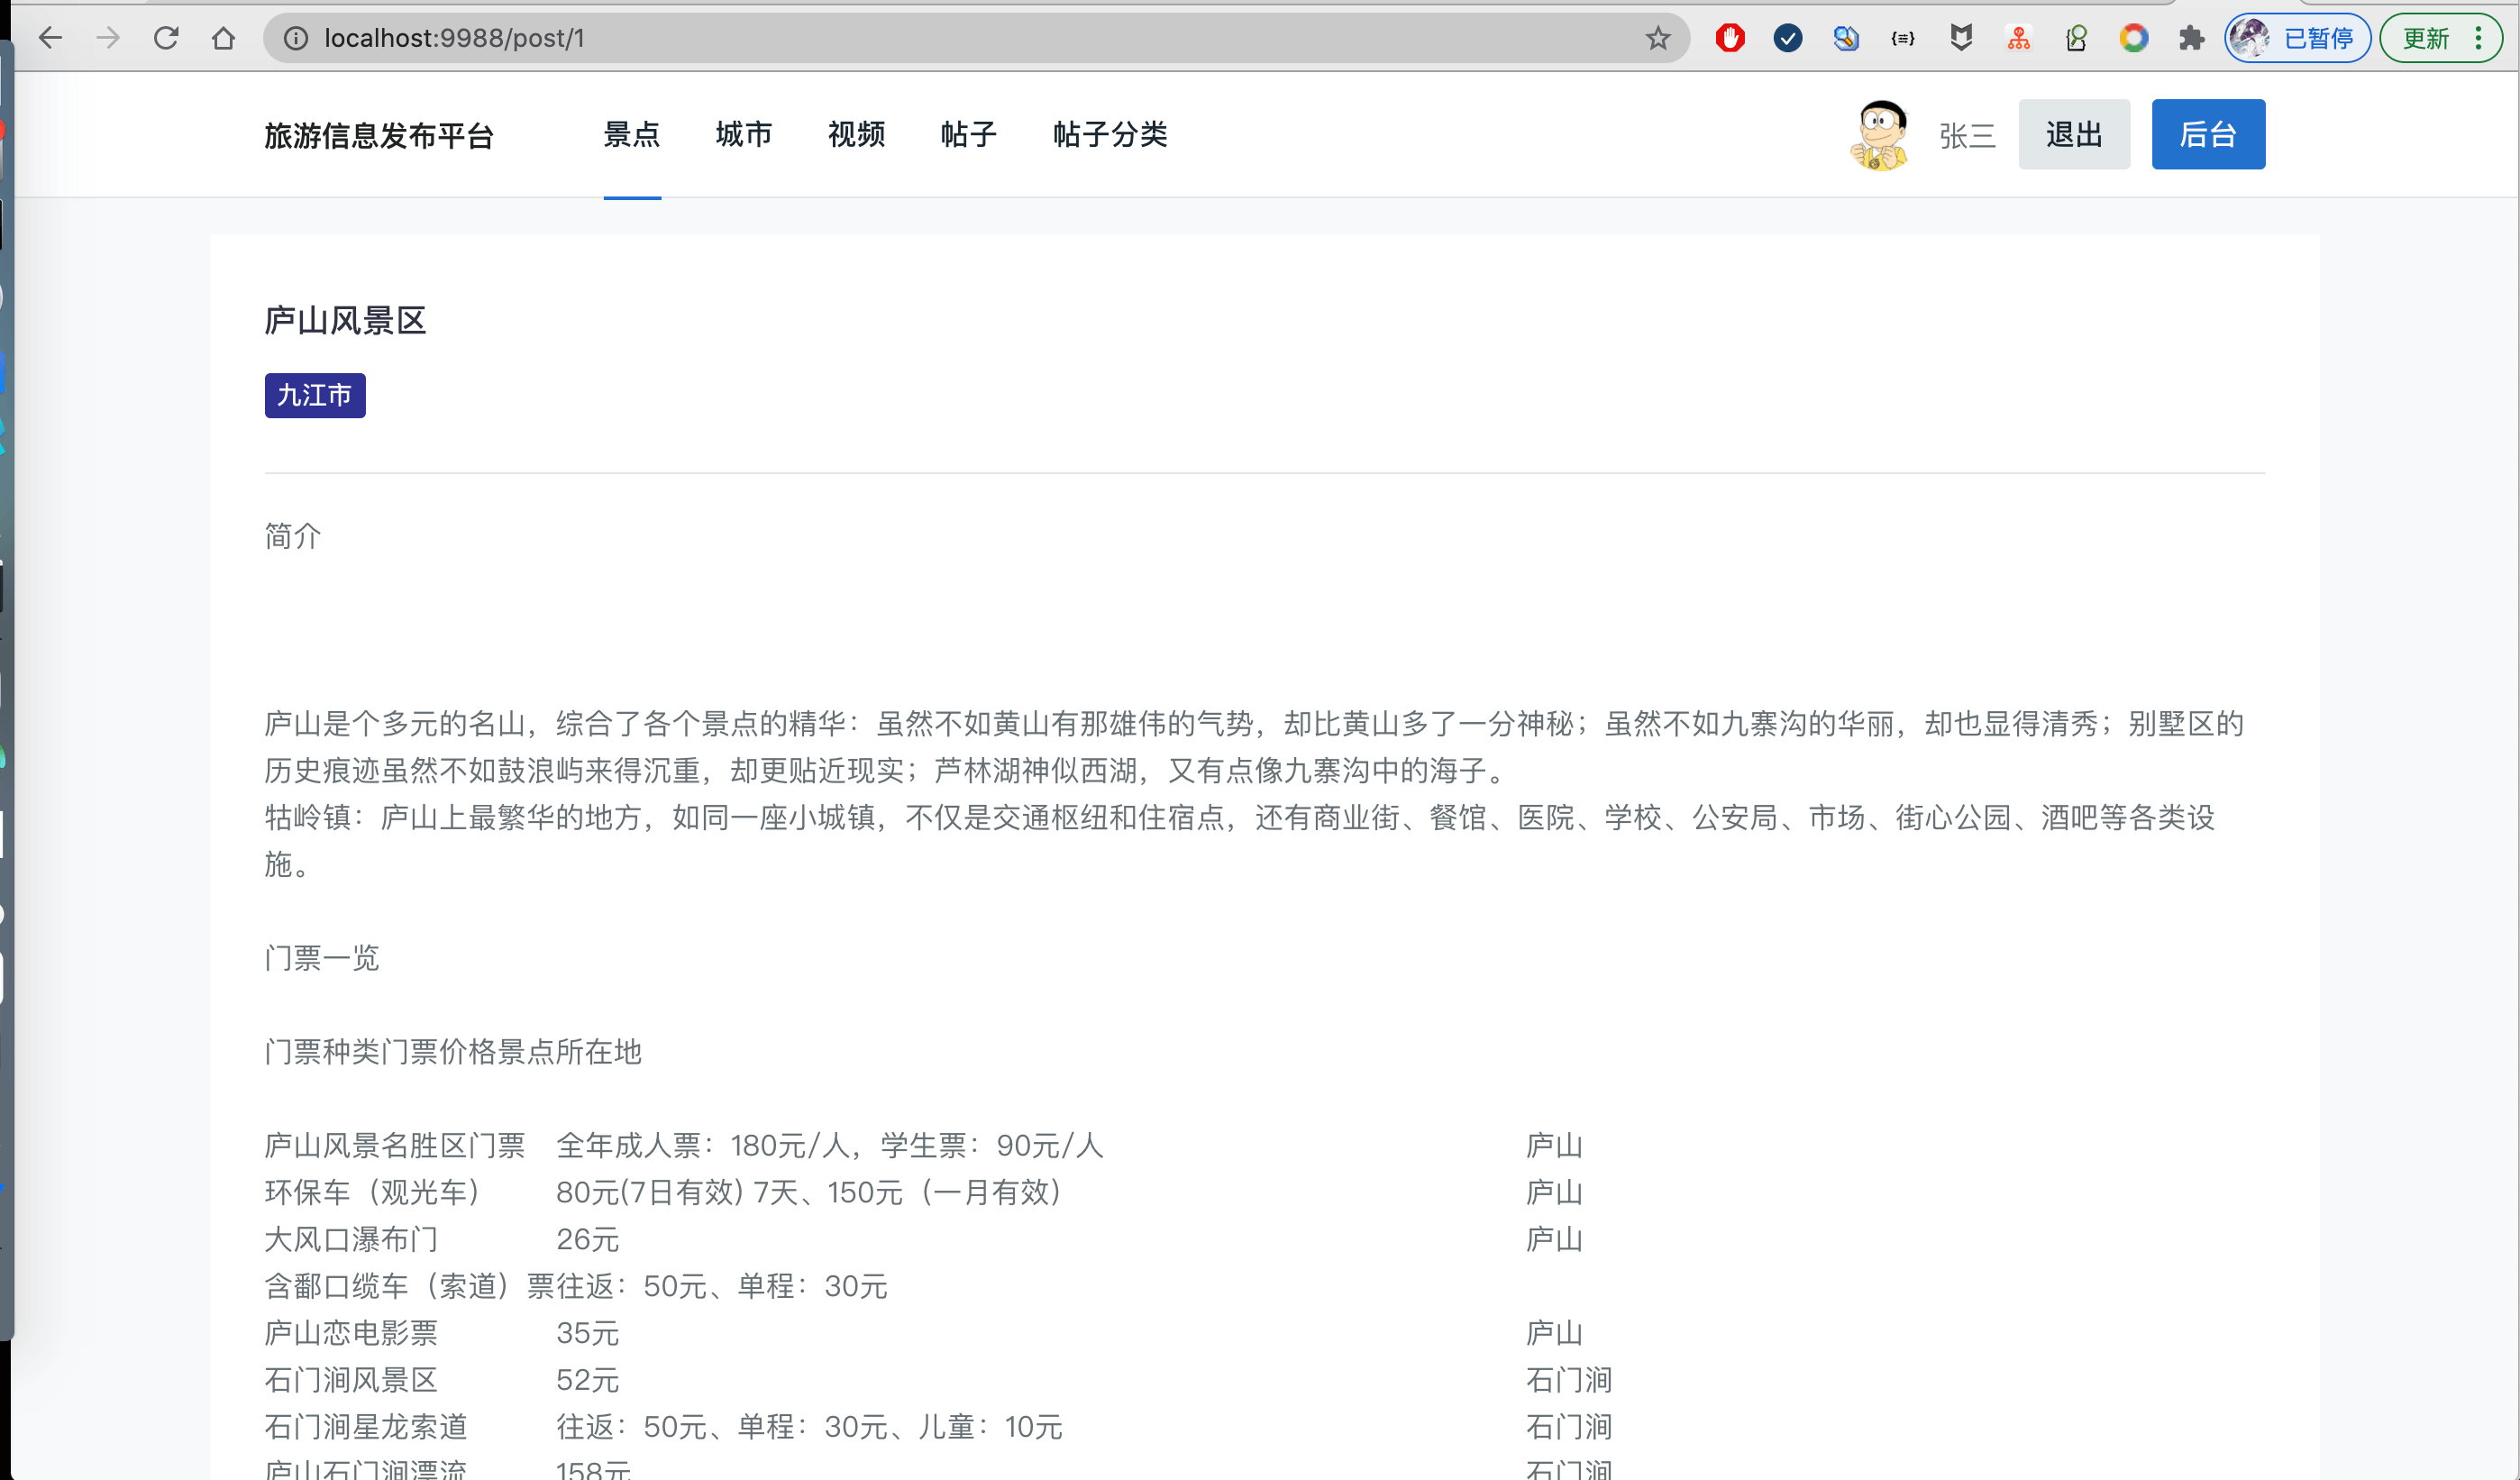 localhost:9988/post/1
已暂停
更新
旅游信息发布平台
景点
城市
视频
帖子
帖子分类
张三
退出
后台
庐山风景区
九江市
简介
庐山是个多元的名山，综合了各个景点的精华：虽然不如黄山有那雄伟的气势，却比黄山多了一分神秘；虽然不如九寨沟的华丽，却也显得清秀；别墅区的
历史痕迹虽然不如鼓浪屿来得沉重，却更贴近现实；芦林湖神似西湖，又有点像九寨沟中的海子。
牯岭镇：庐山上最繁华的地方，如同一座小城镇，不仅是交通枢纽和住宿点，还有商业街、餐馆、医院、学校、公安局、市场、街心公园、酒吧等各类设
施。
门票一览
门票种类门票价格景点所在地
庐山风景名胜区门票 全年成人票：180元/人，学生票：90元/人 庐山
环保车（观光车） 80元(7日有效) 7天、150元（一月有效） 庐山
大风口瀑布门 26元 庐山
含鄱口缆车（索道）票往返：50元、单程：30元
庐山恋电影票 35元 庐山
石门涧风景区 52元 石门涧
石门涧星龙索道 往返：50元、单程：30元、儿童：10元 石门涧
庐山石门涧漂流 158元 石门涧